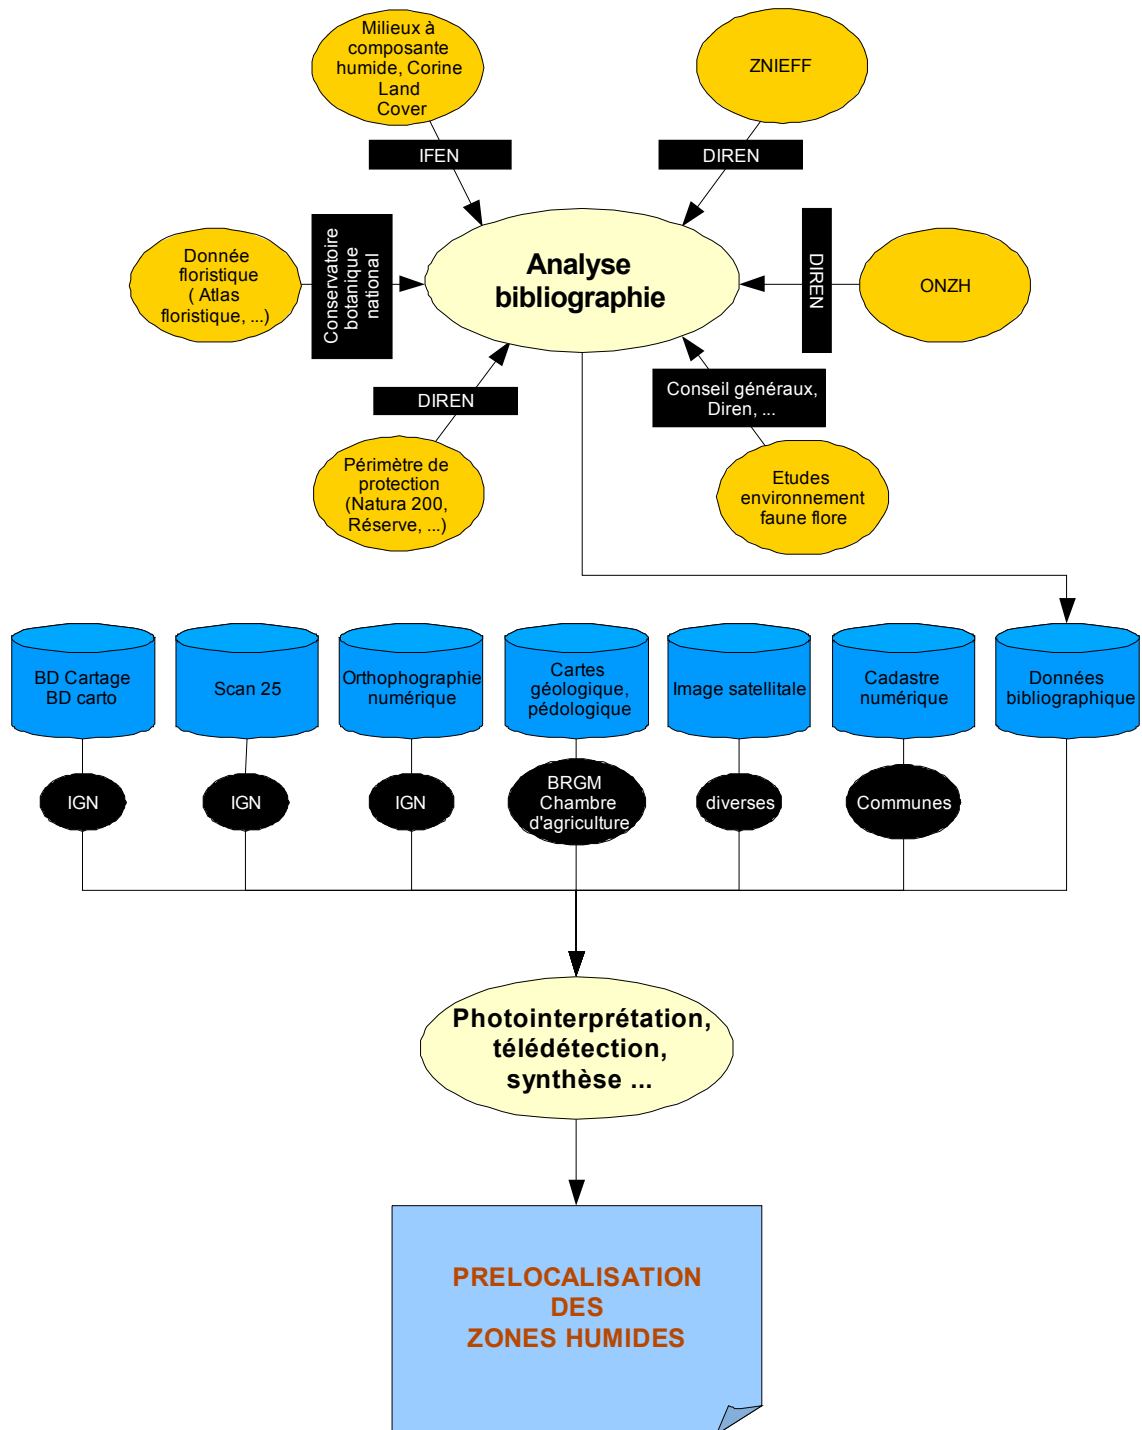 Milieux à
composante
humide, Corine
Land
Cover
ZNIEFF
IFEN
DIREN
Donnée
floristique
( Atlas
floristique, ...)
Conservatoire
botanique
national
Analyse
bibliographie
DIREN
ONZH
DIREN
Conseil généraux,
Diren, ...
Périmètre de
protection
(Natura 200,
Réserve, ...)
Etudes
environnement
faune flore
BD Cartage
BD carto
Scan 25
Orthophographie
numérique
Cartes
géologique,
pédologique
Image satellitale
Cadastre
numérique
Données
bibliographique
IGN
IGN
IGN
BRGM
Chambre
d'agriculture
diverses
Communes
Photointerprétation,
télédétection,
synthèse ...
PRELOCALISATION
DES
ZONES HUMIDES